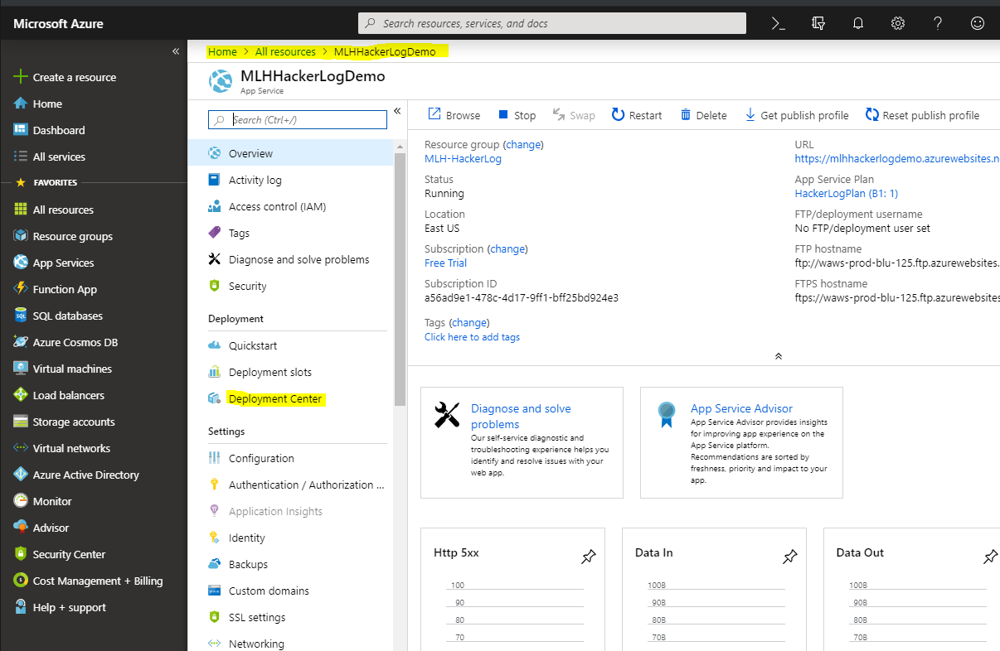 Microsoft Azure
Search resources, services, and docs
Create a resource
Home
Dashboard
All services
FAVORITES
All resources
Resource groups
App Services
Function App
SQL databases
Azure Cosmos DB
Virtual machines
Load balancers
Storage accounts
Virtual networks
Azure Active Directory
Monitor
Advisor
Security Center
Cost Management + Billing
Help + support
Home > All resources > MLHHackerLogDemo
MLHHackerLogDemo
App Service
Search (Ctrl+/)
Overview
Activity log
Access control (IAM)
Tags
Diagnose and solve problems
Security
Deployment
Quickstart
Deployment slots
Deployment Center
Settings
Configuration
Authentication / Authorization ...
Application Insights
Identity
Backups
Custom domains
SSL settings
Networking
Browse Stop Swap Restart Delete Get publish profile Reset publish profile
Resource group (change)
MLH-HackerLog
Status
Running
Location
East US
Subscription (change)
Free Trial
Subscription ID
a56ad9e1-478c-4d17-9ff1-bff25bd924e3
Tags (change)
Click here to add tags
URL
https://mlhhackerlogdemo.azurewebsites.n
App Service Plan
HackerLogPlan (B1: 1)
FTP/deployment username
No FTP/deployment user set
FTP hostname
ftp://waws-prod-blu-125.ftp.azurewebsites.
FTPS hostname
ftps://waws-prod-blu-125.ftp.azurewebsites
Diagnose and solve
problems
Our self-service diagnostic and
troubleshooting experience helps you
identify and resolve issues with your
web app.
App Service Advisor
App Service Advisor provides insights
for improving app experience on the
App Service platform.
Recommendations are sorted by
freshness, priority and impact to your
app.
Http 5xx
100
90
80
70
Data In
100B
90B
80B
70B
Data Out
100B
90B
80B
70B